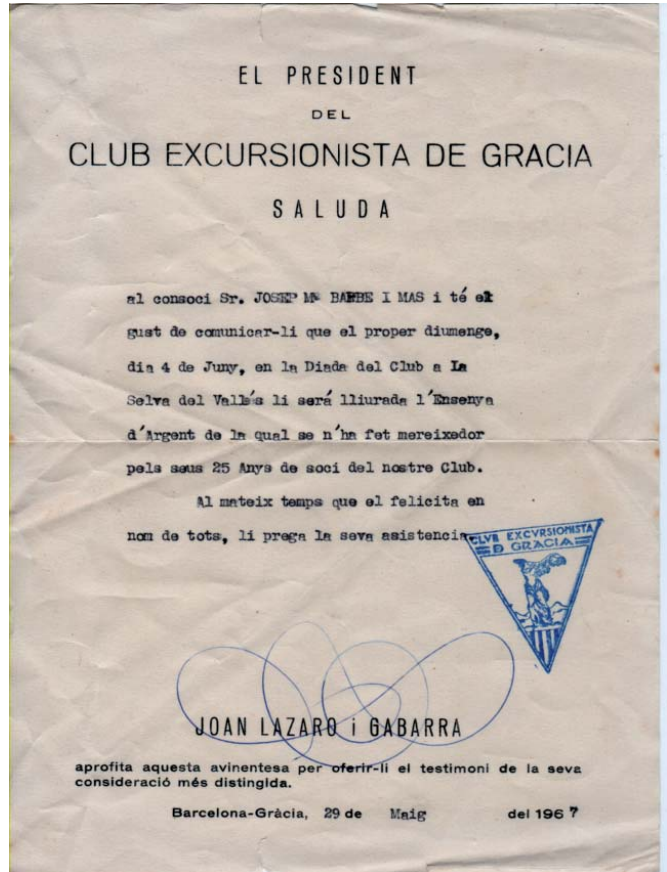 EL PRESIDENT
DEL
CLUB EXCURSIONISTA DE GRACIA
SALUDA
al consoci Sr. JOSEP Mª BARBE I MAS i té el
gust de comunicar-li que el proper diumenge,
dia 4 de Juny, en la Diada del Club a La
Selva del Vallés li será lliurada l'Ensenya
d'Argent de la qual se n'ha fet mereixedor
pels seus 25 Anys de soci del nostre Club.
Al mateix temps que el felicita en
nom de tots, li prega la seva asistencia
CLVB EXCVRSIONISTA
D GRACIA
JOAN LAZARO i GABARRA
aprofita aquesta avinentesa per oferir-li el testimoni de la seva
consideració més distingida.
Barcelona-Gràcia, 29 de Maig del 1967